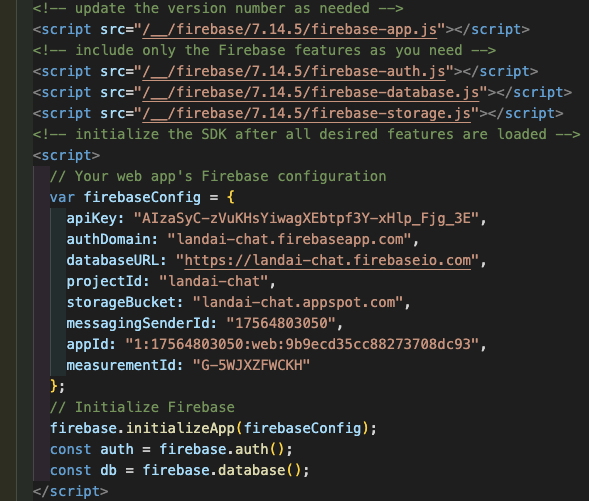 <!-- update the version number as needed -->
<script src="/__/firebase/7.14.5/firebase-app.js"></script>
<!-- include only the Firebase features as you need -->
<script src="/__/firebase/7.14.5/firebase-auth.js"></script>
<script src="/__/firebase/7.14.5/firebase-database.js"></script>
<script src="/__/firebase/7.14.5/firebase-storage.js"></script>
<!-- initialize the SDK after all desired features are loaded -->
<script>
// Your web app's Firebase configuration
var firebaseConfig = {
apiKey: "AIzaSyC-zVuKHsYiwagXEbtpf3Y-xHlp_Fjg_3E",
authDomain: "landai-chat.firebaseapp.com",
databaseURL: "https://landai-chat.firebaseio.com",
projectId: "landai-chat",
storageBucket: "landai-chat.appspot.com",
messagingSenderId: "17564803050",
appId: "1:17564803050:web:9b9ecd35cc88273708dc93",
measurementId: "G-5WJXZFWCKH"
};
// Initialize Firebase
firebase.initializeApp(firebaseConfig);
const auth = firebase.auth();
const db = firebase.database();
</script>